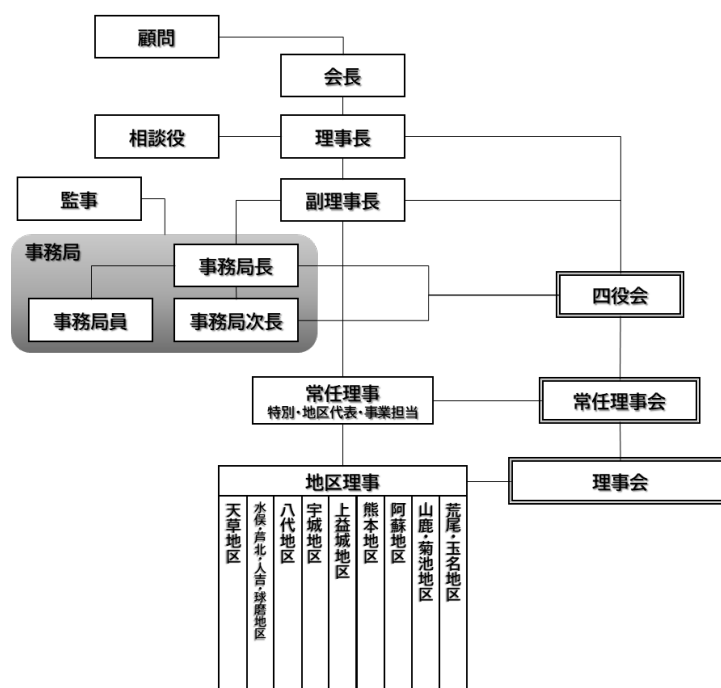 顧問
会長
相談役
理事長
監事
副理事長
事務局
事務局長
四役会
事務局員
事務局次長
常任理事
特別・地区代表・事業担当
常任理事会
地区理事
理事会
天草地区
水俣・芦北・人吉・球磨地区
八代地区
宇城地区
上益城地区
熊本地区
阿蘇地区
山鹿・菊池地区
荒尾・玉名地区